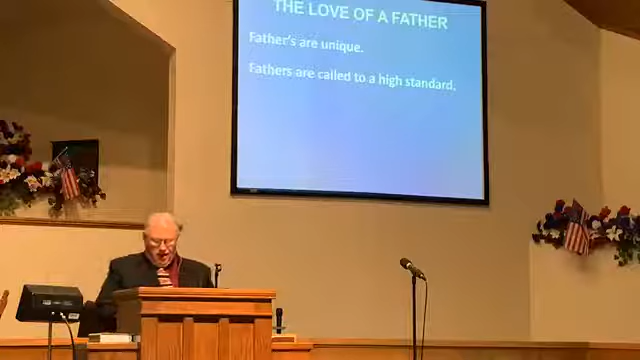 THE LOVE OF A FATHER
Father's are unique.
Fathers are called to a high standard.